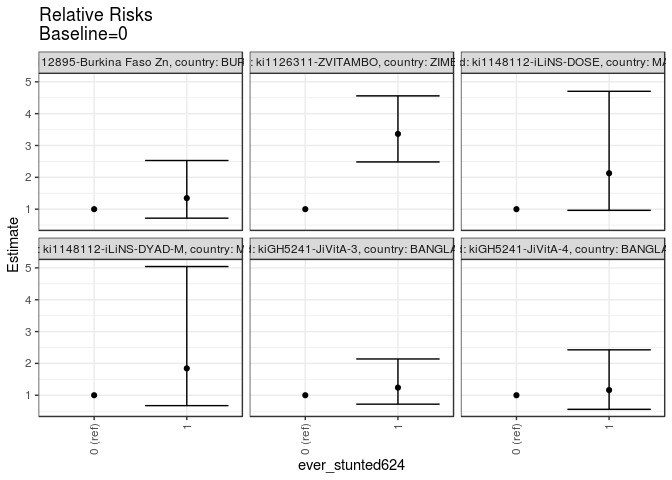 Relative Risks
Baseline=0
12895-Burkina Faso Zn, country: BUR
: ki1126311-ZVITAMBO, country: ZIME
d: ki1148112-iLiNS-DOSE, country: MA
5
4
3
2
1
: ki1148112-iLiNS-DYAD-M, country: M
d: kiGH5241-JiVitA-3, country: BANGLA
d: kiGH5241-JiVitA-4, country: BANGLA
5
4
3
2
1
Estimate
0 (ref)
1
0 (ref)
1
0 (ref)
1
ever_stunted624